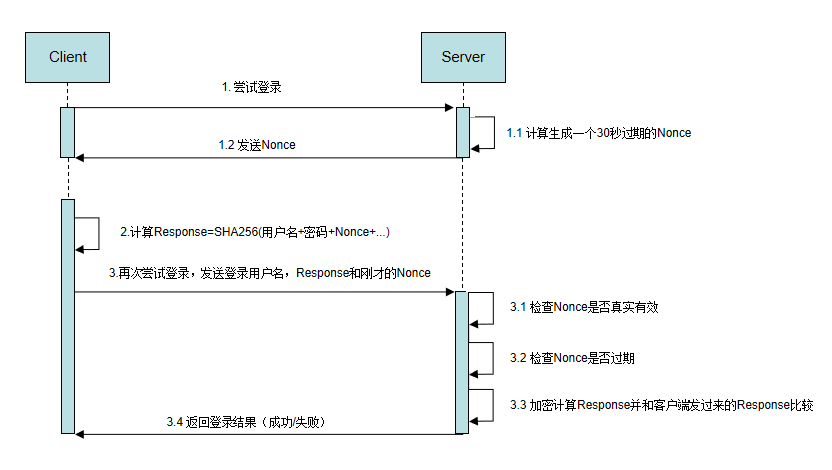 Client
Server
1. 尝试登录
1.1 计算生成一个30秒过期的Nonce
1.2 发送Nonce
2.计算Response=SHA256(用户名+密码+Nonce+...)
3.再次尝试登录，发送登录用户名，Response和刚才的Nonce
3.1 检查Nonce是否真实有效
3.2 检查Nonce是否过期
3.3 加密计算Response并和客户端发过来的Response比较
3.4 返回登录结果（成功/失败）